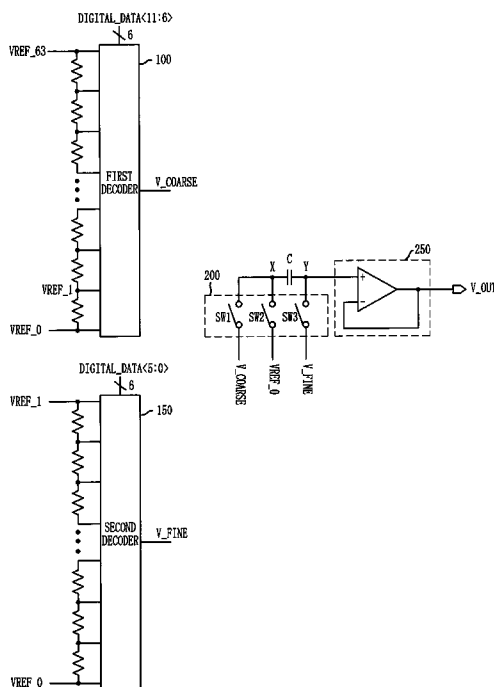 DIGITAL_DATA<11:6>
6
VREF_63
100
FIRST
DECODER
V_COARSE
VREF_1
VREF_0
200
X
C
Y
250
+
-
V_OUT
SW1
SW2
SW3
V_COARSE
VREF_0
V_FINE
DIGITAL_DATA<5:0>
6
VREF_1
150
SECOND
DECODER
V_FINE
VREF_0